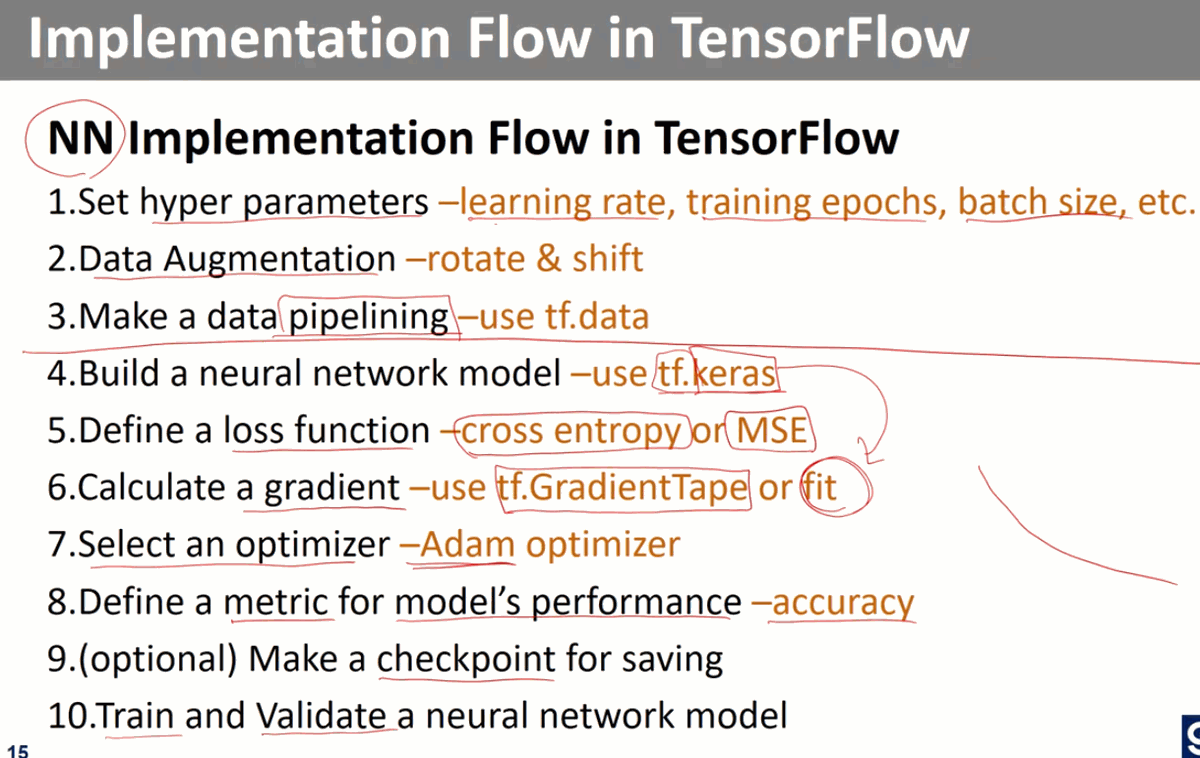 Implementation Flow in TensorFlow
NN Implementation Flow in TensorFlow
1.Set hyper parameters –learning rate, training epochs, batch size, etc.
2.Data Augmentation –rotate & shift
3.Make a data pipelining –use tf.data
4.Build a neural network model –use tf.keras
5.Define a loss function –cross entropy or MSE
6.Calculate a gradient –use tf.GradientTape or fit
7.Select an optimizer –Adam optimizer
8.Define a metric for model’s performance –accuracy
9.(optional) Make a checkpoint for saving
10.Train and Validate a neural network model
15